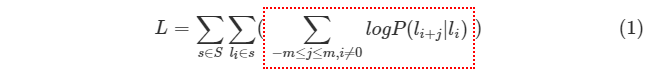 L = ∑_{s∈S} ∑_{l_i∈s} ( ∑_{−m≤j≤m,i≠0} logP(l_{i+j}|l_i) ) (1)